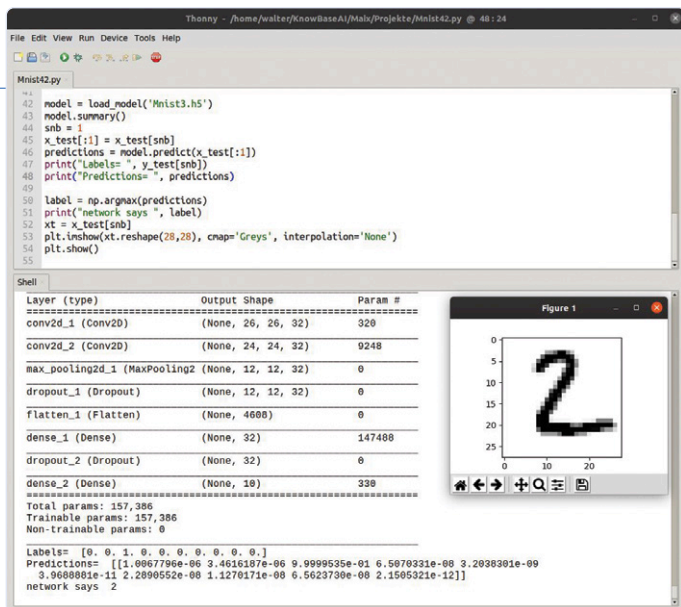 Thonny - /home/walter/KnowBaseAI/Maix/Projekte/Mnist42.py @ 48:24
File Edit View Run Device Tools Help
Mnist42.py
41
42 model = load_model('Mnist3.h5')
43 model.summary()
44 snb = 1
45 x_test[:1] = x_test[snb]
46 predictions = model.predict(x_test[:1])
47 print("Labels= ", y_test[snb])
48 print("Predictions= ", predictions)
49
50 label = np.argmax(predictions)
51 print("network says ", label)
52 xt = x_test[snb]
53 plt.imshow(xt.reshape(28,28), cmap='Greys', interpolation='None')
54 plt.show()
55
Shell
Layer (type) Output Shape Param #
conv2d_1 (Conv2D) (None, 26, 26, 32) 320
conv2d_2 (Conv2D) (None, 24, 24, 32) 9248
max_pooling2d_1 (MaxPooling2 (None, 12, 12, 32) 0
dropout_1 (Dropout) (None, 12, 12, 32) 0
flatten_1 (Flatten) (None, 4608) 0
dense_1 (Dense) (None, 32) 147488
dropout_2 (Dropout) (None, 32) 0
dense_2 (Dense) (None, 10) 330
Total params: 157,386
Trainable params: 157,386
Non-trainable params: 0
Labels= [0. 0. 1. 0. 0. 0. 0. 0. 0. 0.]
Predictions= [[1.0067796e-06 3.4616187e-06 9.9999535e-01 6.5070331e-08 3.2038301e-09
3.9688881e-11 2.2890552e-08 1.1270171e-08 6.5623730e-08 2.1505321e-12]]
network says 2
Figure 1
0
5
10
15
20
25
0 10 20
2